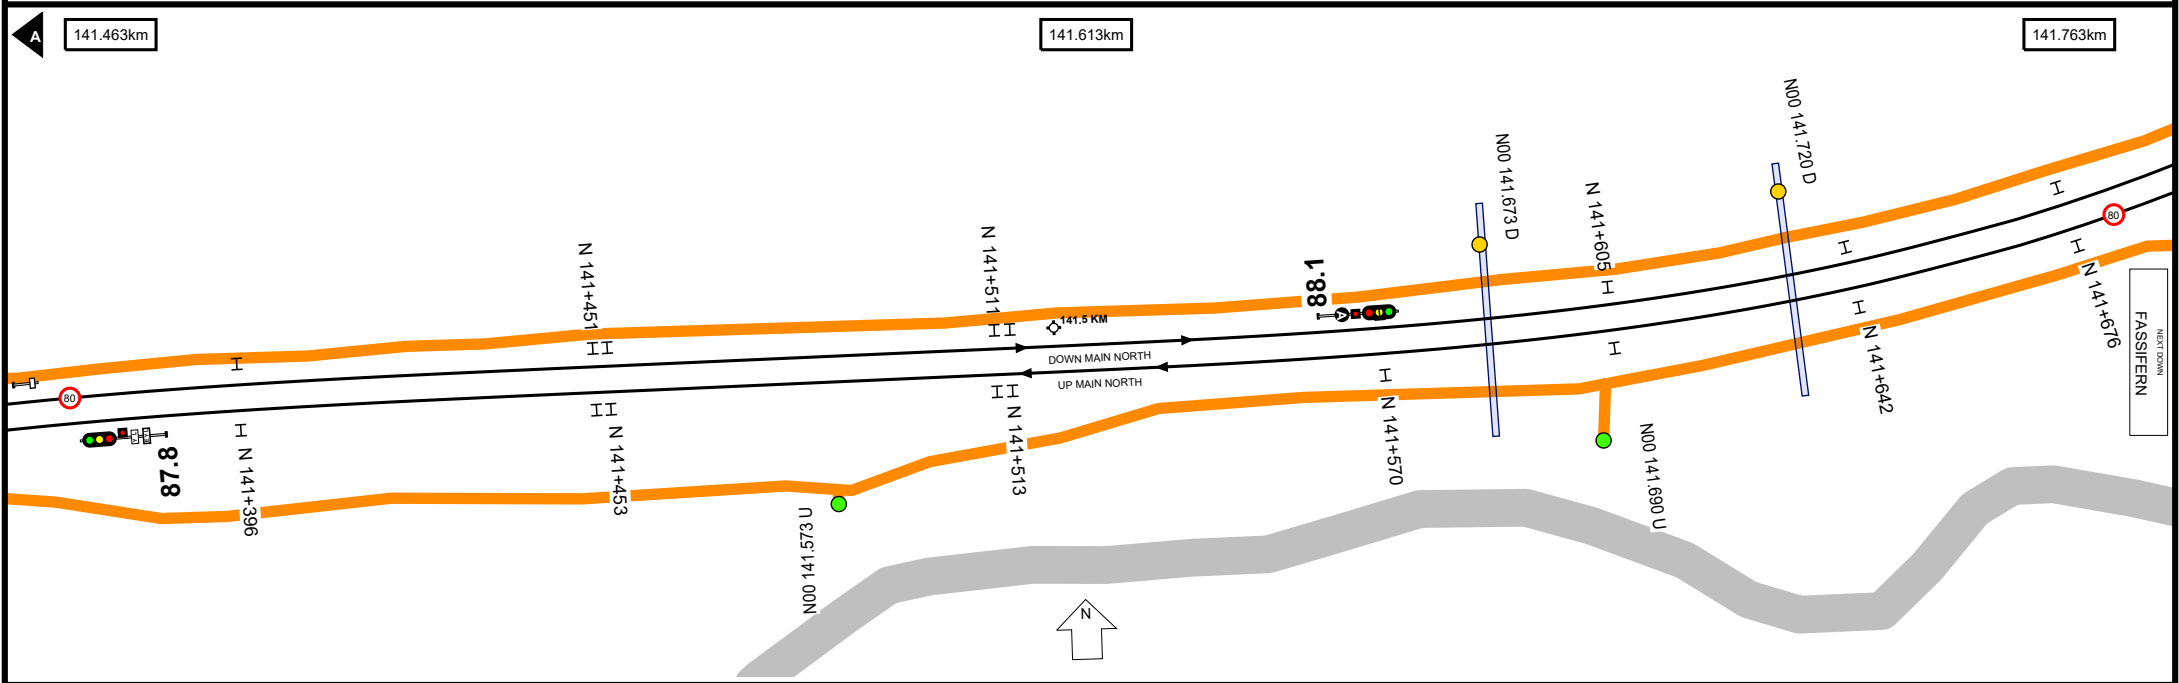 A
141.463km
141.613km
141.763km
N00 141.720 D
N00 141.673 D
N 141+605
N 141+451
N 141+511
88.1
A
141.5 KM
DOWN MAIN NORTH
UP MAIN NORTH
80
80
87.8
N 141+396
N 141+453
N 141+513
N 141+570
N 141+642
N 141+676
NEXT DOWN
FASSIFERN
N00 141.573 U
N00 141.690 U
N